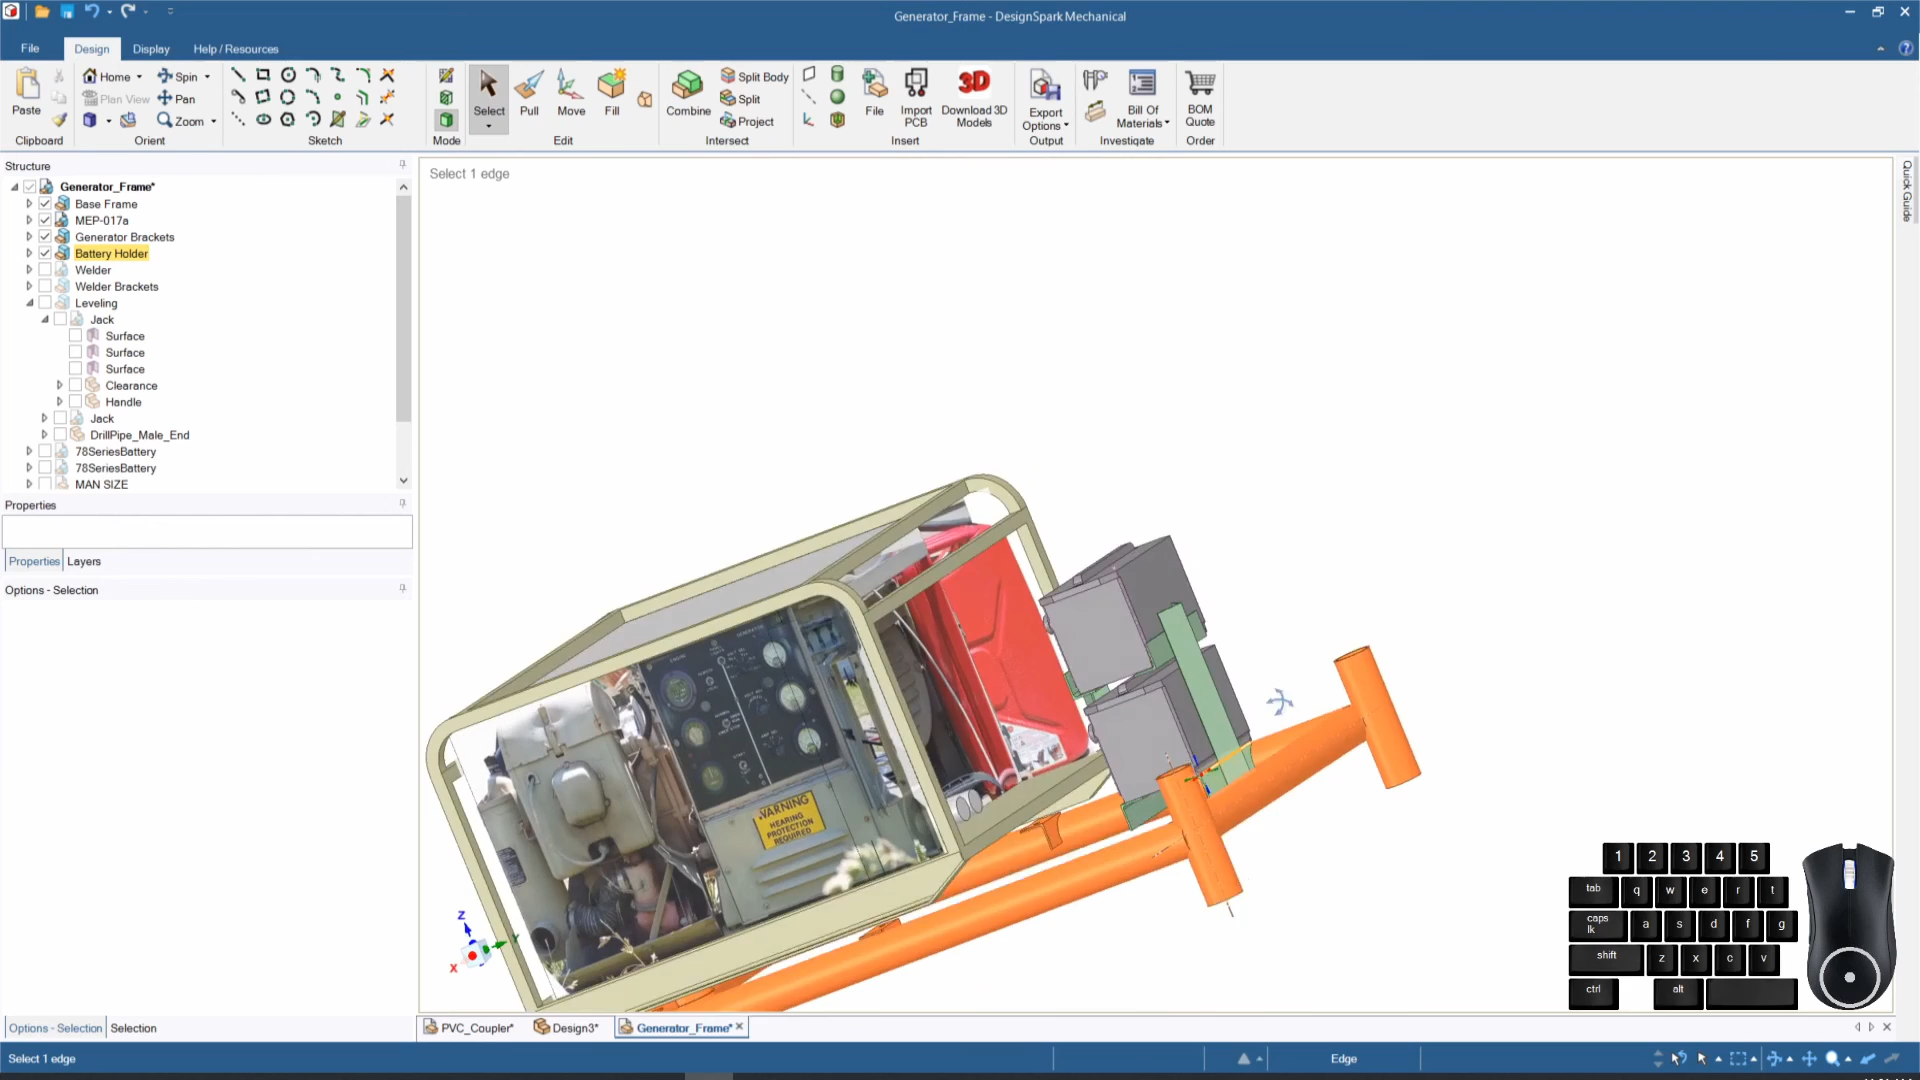 Generator_Frame - DesignSpark Mechanical
File
Design
Display
Help / Resources
Paste
Home
Spin
Plan View
Pan
Zoom
Select
Pull
Move
Fill
Combine
Split Body
Split
Project
File
Import
PCB
Download 3D
Models
3D
Export
Options
Bill Of
Materials
BOM
Quote
Clipboard
Orient
Sketch
Mode
Edit
Intersect
Insert
Output
Investigate
Order
Structure
Generator_Frame*
Base Frame
MEP-017a
Generator Brackets
Battery Holder
Welder
Welder Brackets
Leveling
Jack
Surface
Surface
Surface
Clearance
Handle
Jack
DrillPipe_Male_End
78SeriesBattery
78SeriesBattery
MAN SIZE
Properties
Properties
Layers
Options - Selection
Options - Selection
Selection
Select 1 edge
Quick Guide
WARNING
HEARING
PROTECTION
REQUIRED
Z
Y
X
1 2 3 4 5
tab q w e r t
caps
lk
a s d f g
shift z x c v
ctrl alt
PVC_Coupler*
Design3*
Generator_Frame*
Select 1 edge
Edge